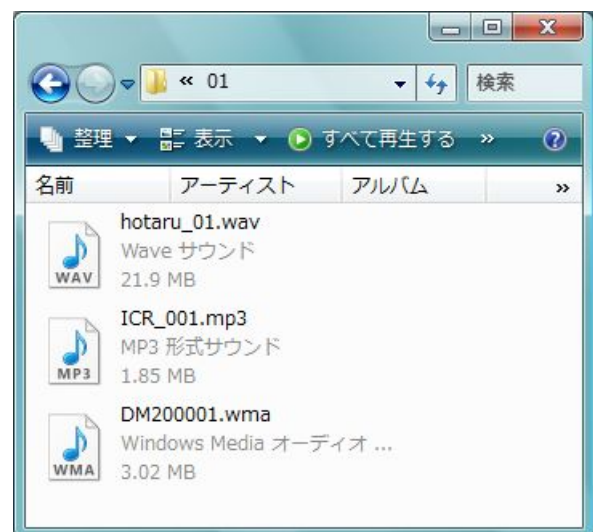 « 01
検索
整理 表示 すべて再生する »
名前 アーティスト アルバム »
hotaru_01.wav
Wave サウンド
21.9 MB
WAV
ICR_001.mp3
MP3 形式サウンド
1.85 MB
MP3
DM200001.wma
Windows Media オーディオ ...
3.02 MB
WMA